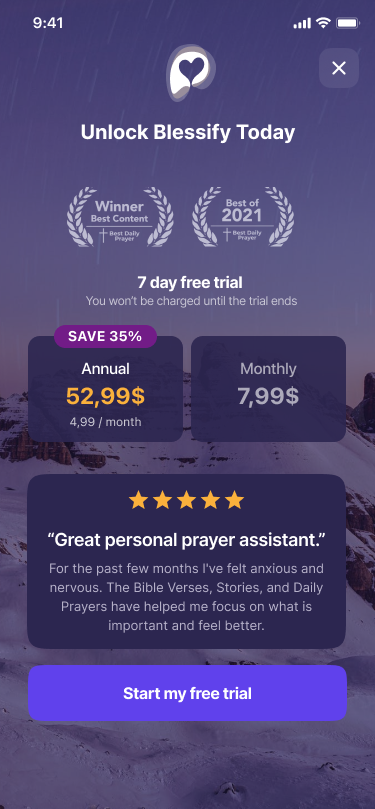 9:41
Unlock Blessify Today
Winner
Best Content
Best Daily
Prayer
Best of
2021
Best Daily
Prayer
7 day free trial
You won't be charged until the trial ends
SAVE 35%
Annual
52,99$
4,99 / month
Monthly
7,99$
“Great personal prayer assistant.”
For the past few months I've felt anxious and
nervous. The Bible Verses, Stories, and Daily
Prayers have helped me focus on what is
important and feel better.
Start my free trial